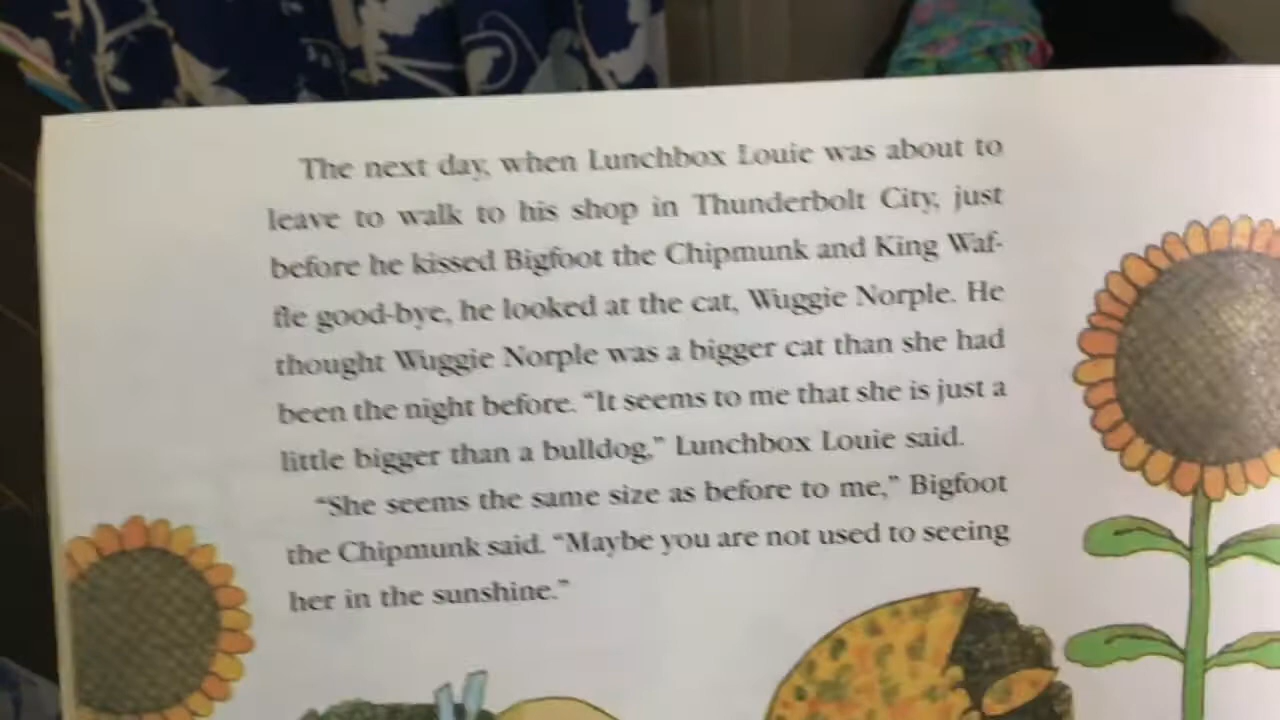 The next day, when Lunchbox Louie was about to
leave to walk to his shop in Thunderbolt City, just
before he kissed Bigfoot the Chipmunk and King Waf-
fle good-bye, he looked at the cat, Wuggie Norple. He
thought Wuggie Norple was a bigger cat than she had
been the night before. “It seems to me that she is just a
little bigger than a bulldog,” Lunchbox Louie said.
“She seems the same size as before to me,” Bigfoot
the Chipmunk said. “Maybe you are not used to seeing
her in the sunshine.”